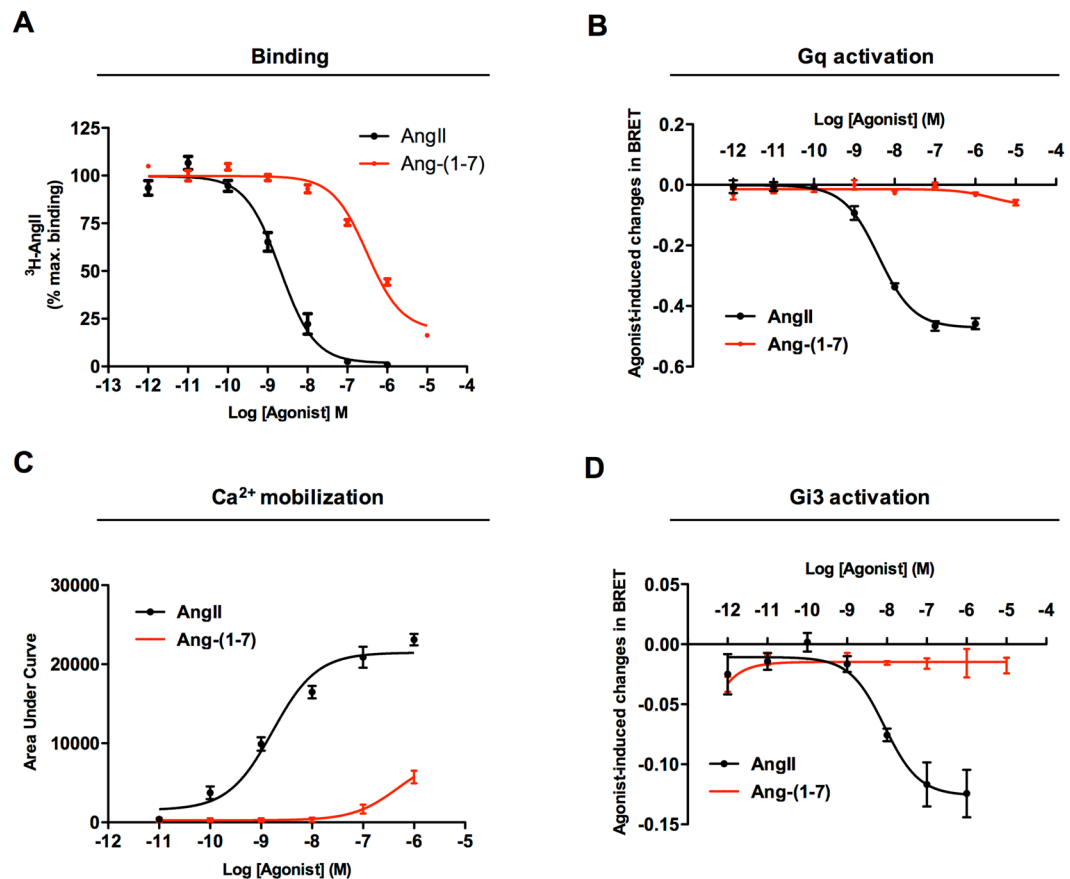 A
Binding
125
100
75
50
25
0
³H-AngII
(% max. binding)
AngII
Ang-(1-7)
-13 -12 -11 -10 -9 -8 -7 -6 -5 -4
Log [Agonist] M
B
Gq activation
Log [Agonist] (M)
-12 -11 -10 -9 -8 -7 -6 -5 -4
0.2
0.0
-0.2
-0.4
-0.6
Agonist-induced changes in BRET
AngII
Ang-(1-7)
C
Ca²⁺ mobilization
30000
20000
10000
0
Area Under Curve
AngII
Ang-(1-7)
-12 -11 -10 -9 -8 -7 -6 -5
Log [Agonist] (M)
D
Gi3 activation
Log [Agonist] (M)
-12 -11 -10 -9 -8 -7 -6 -5 -4
0.05
0.00
-0.05
-0.10
-0.15
Agonist-induced changes in BRET
AngII
Ang-(1-7)